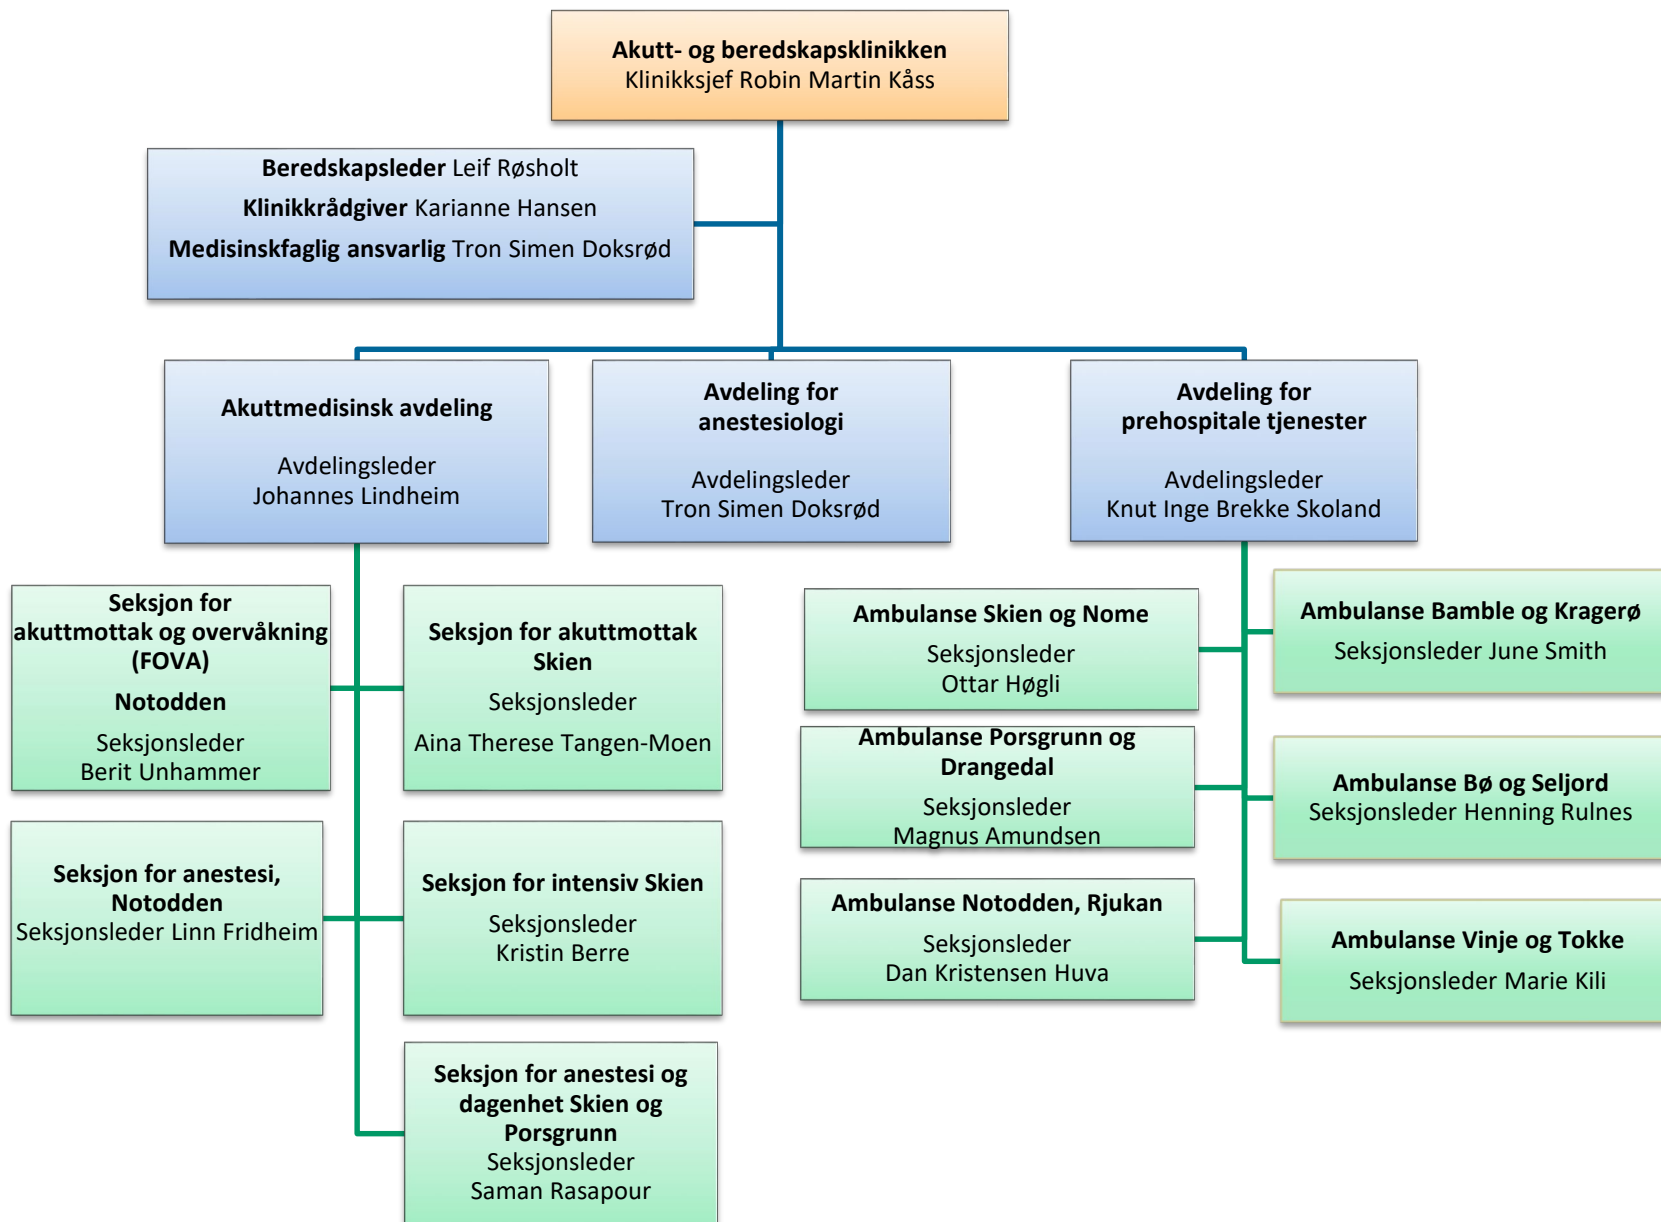 Akutt- og beredskapsklinikken
Klinikksjef Robin Martin Kåss
Beredskapsleder Leif Røsholt
Klinikkrådgiver Karianne Hansen
Medisinskfaglig ansvarlig Tron Simen Doksrød
Akuttmedisinsk avdeling
Avdelingsleder
Johannes Lindheim
Avdeling for
anestesiologi
Avdelingsleder
Tron Simen Doksrød
Avdeling for
prehospitale tjenester
Avdelingsleder
Knut Inge Brekke Skoland
Seksjon for
akuttmottak og overvåkning
(FOVA)
Notodden
Seksjonsleder
Berit Unhammer
Seksjon for akuttmottak
Skien
Seksjonsleder
Aina Therese Tangen-Moen
Seksjon for anestesi,
Notodden
Seksjonsleder Linn Fridheim
Seksjon for intensiv Skien
Seksjonsleder
Kristin Berre
Seksjon for anestesi og
dagenhet Skien og
Porsgrunn
Seksjonsleder
Saman Rasapour
Ambulanse Skien og Nome
Seksjonsleder
Ottar Høgli
Ambulanse Bamble og Kragerø
Seksjonsleder June Smith
Ambulanse Porsgrunn og
Drangedal
Seksjonsleder
Magnus Amundsen
Ambulanse Bø og Seljord
Seksjonsleder Henning Rulnes
Ambulanse Notodden, Rjukan
Seksjonsleder
Dan Kristensen Huva
Ambulanse Vinje og Tokke
Seksjonsleder Marie Kili